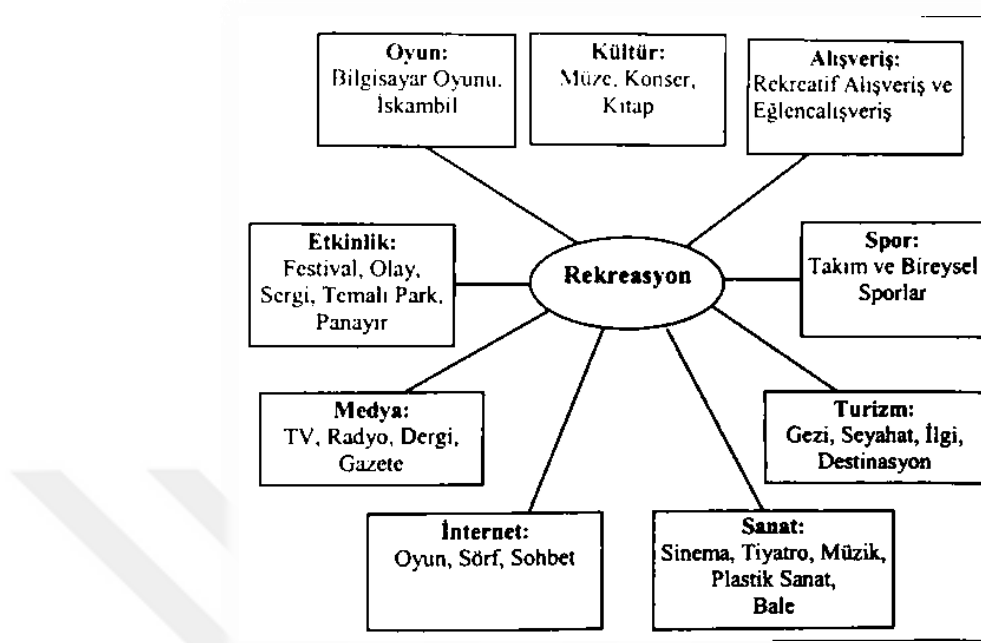 Oyun:
Bilgisayar Oyunu,
İskambil
Kültür:
Müze, Konser,
Kitap
Alışveriş:
Rekreatif Alışveriş ve
Eğlencalışveriş
Etkinlik:
Festival, Olay,
Sergi, Temalı Park,
Panayır
Rekreasyon
Spor:
Takım ve Bireysel
Sporlar
Medya:
TV, Radyo, Dergi,
Gazete
Turizm:
Gezi, Seyahat, İlgi,
Destinasyon
İnternet:
Oyun, Sörf, Sohbet
Sanat:
Sinema, Tiyatro, Müzik,
Plastik Sanat,
Bale